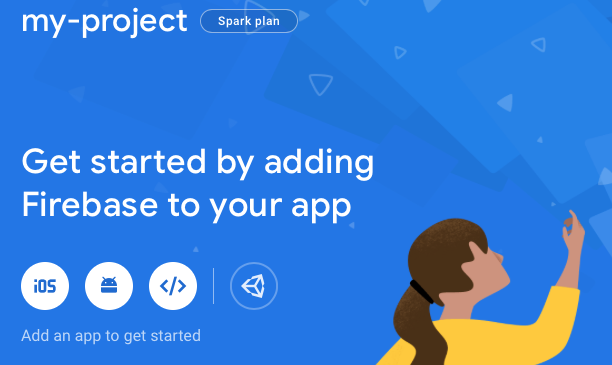 my-project
Spark plan
Get started by adding
Firebase to your app
iOS
</>
Add an app to get started